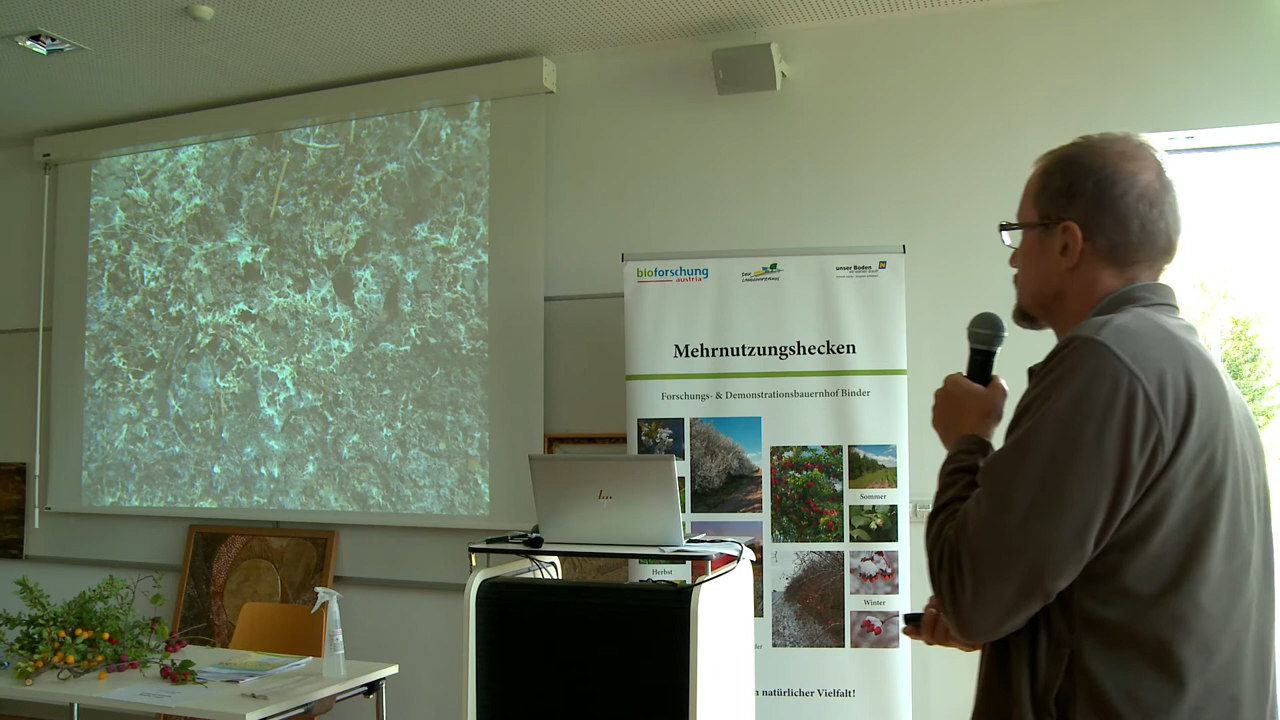 bioforschung
austria
unser Boden
Mehrnutzungshecken
Forschungs- & Demonstrationsbauernhof Binder
Sommer
Herbst
Winter
natürlicher Vielfalt!